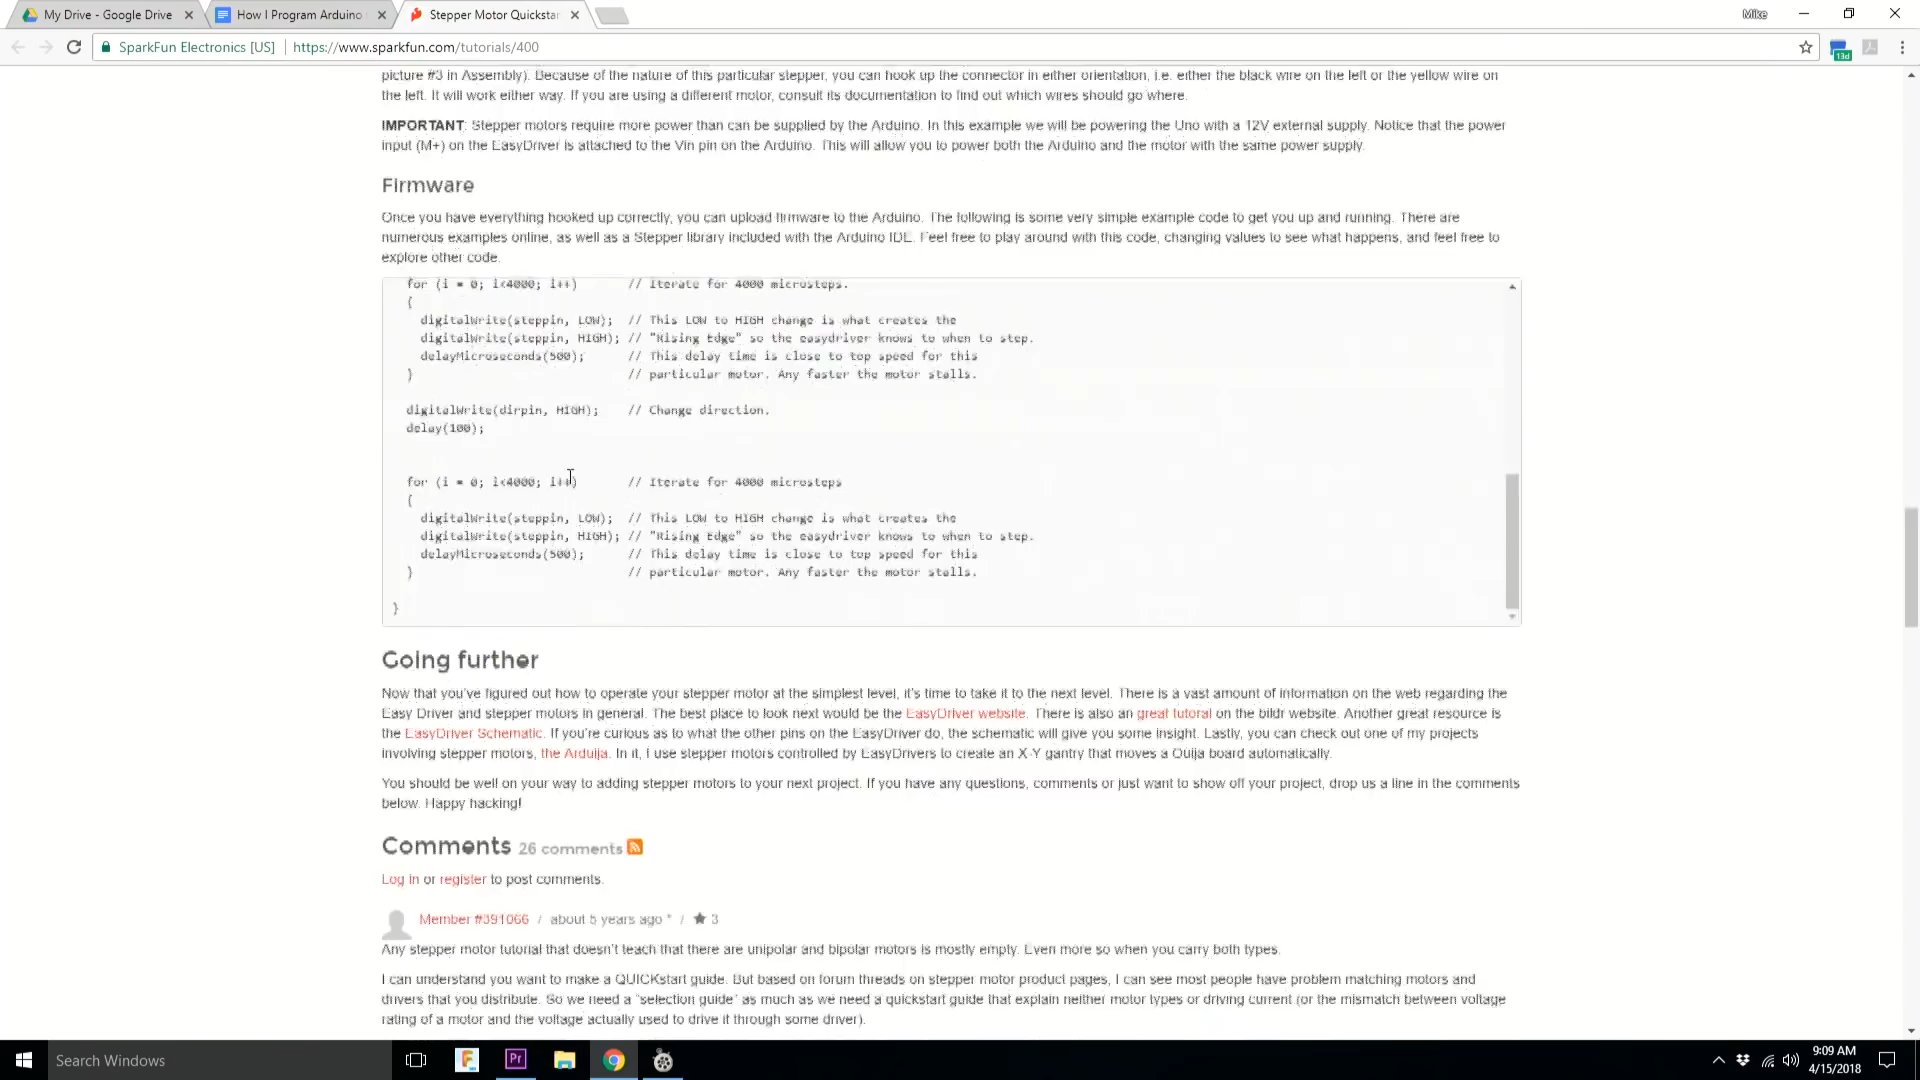 My Drive - Google Drive
How I Program Arduino
Stepper Motor Quickstar
Mike
SparkFun Electronics [US]
https://www.sparkfun.com/tutorials/400
13d
picture #3 in Assembly). Because of the nature of this particular stepper, you can hook up the connector in either orientation, i.e. either the black wire on the left or the yellow wire on
the left. It will work either way. If you are using a different motor, consult its documentation to find out which wires should go where.
IMPORTANT: Stepper motors require more power than can be supplied by the Arduino. In this example we will be powering the Uno with a 12V external supply. Notice that the power
input (M+) on the EasyDriver is attached to the Vin pin on the Arduino. This will allow you to power both the Arduino and the motor with the same power supply.
Firmware
Once you have everything hooked up correctly, you can upload firmware to the Arduino. The following is some very simple example code to get you up and running. There are
numerous examples online, as well as a Stepper library included with the Arduino IDE. Feel free to play around with this code, changing values to see what happens, and feel free to
explore other code.
for (i = 0; i<4000; i++) // Iterate for 4000 microsteps.
{
digitalWrite(steppin, LOW); // This LOW to HIGH change is what creates the
digitalWrite(steppin, HIGH); // "Rising Edge" so the easydriver knows to when to step.
delayMicroseconds(500); // This delay time is close to top speed for this
} // particular motor. Any faster the motor stalls.
digitalWrite(dirpin, HIGH); // Change direction.
delay(100);
for (i = 0; i<4000; i++) // Iterate for 4000 microsteps
{
digitalWrite(steppin, LOW); // This LOW to HIGH change is what creates the
digitalWrite(steppin, HIGH); // "Rising Edge" so the easydriver knows to when to step.
delayMicroseconds(500); // This delay time is close to top speed for this
} // particular motor. Any faster the motor stalls.
}
Going further
Now that you've figured out how to operate your stepper motor at the simplest level, it's time to take it to the next level. There is a vast amount of information on the web regarding the
Easy Driver and stepper motors in general. The best place to look next would be the EasyDriver website. There is also an great tutoral on the bildr website. Another great resource is
the EasyDriver Schematic. If you're curious as to what the other pins on the EasyDriver do, the schematic will give you some insight. Lastly, you can check out one of my projects
involving stepper motors, the Arduija. In it, I use stepper motors controlled by EasyDrivers to create an X-Y gantry that moves a Ouija board automatically.
You should be well on your way to adding stepper motors to your next project. If you have any questions, comments or just want to show off your project, drop us a line in the comments
below. Happy hacking!
Comments 26 comments
Log in or register to post comments.
Member #391066 / about 5 years ago * / ★ 3
Any stepper motor tutorial that doesn't teach that there are unipolar and bipolar motors is mostly empty. Even more so when you carry both types.
I can understand you want to make a QUICKstart guide. But based on forum threads on stepper motor product pages, I can see most people have problem matching motors and
drivers that you distribute. So we need a "selection guide" as much as we need a quickstart guide that explain neither motor types or driving current (or the mismatch between voltage
rating of a motor and the voltage actually used to drive it through some driver).
Search Windows
F
Pr
9:09 AM
4/15/2018